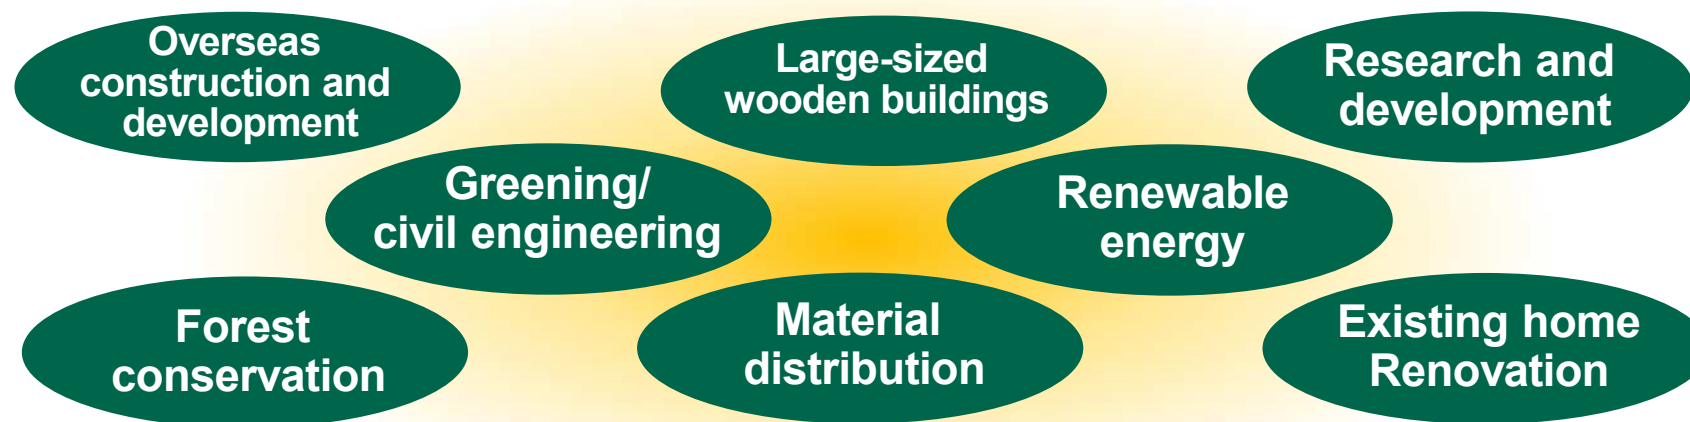 Overseas
construction and
development
Large-sized
wooden buildings
Research and
development
Greening/
civil engineering
Renewable
energy
Forest
conservation
Material
distribution
Existing home
Renovation